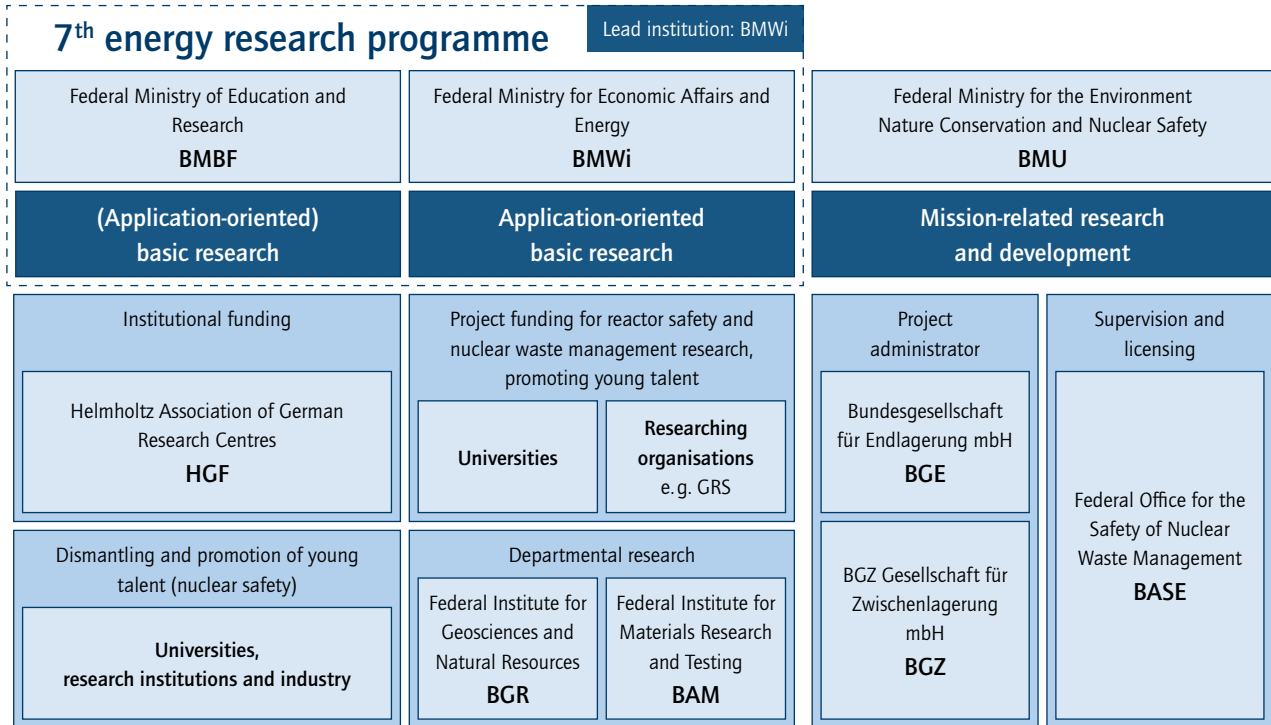 7th energy research programme
Lead institution: BMWi
Federal Ministry of Education and
Research
BMBF
Federal Ministry for Economic Affairs and
Energy
BMWi
Federal Ministry for the Environment
Nature Conservation and Nuclear Safety
BMU
(Application-oriented)
basic research
Application-oriented
basic research
Mission-related research
and development
Institutional funding
Helmholtz Association of German
Research Centres
HGF
Project funding for reactor safety and
nuclear waste management research,
promoting young talent
Universities
Researching
organisations
e. g. GRS
Project
administrator
Bundesgesellschaft
für Endlagerung mbH
BGE
Supervision and
licensing
Federal Office for the
Safety of Nuclear
Waste Management
BASE
Dismantling and promotion of young
talent (nuclear safety)
Universities,
research institutions and industry
Departmental research
Federal Institute for
Geosciences and
Natural Resources
BGR
Federal Institute for
Materials Research
and Testing
BAM
BGZ Gesellschaft für
Zwischenlagerung
mbH
BGZ